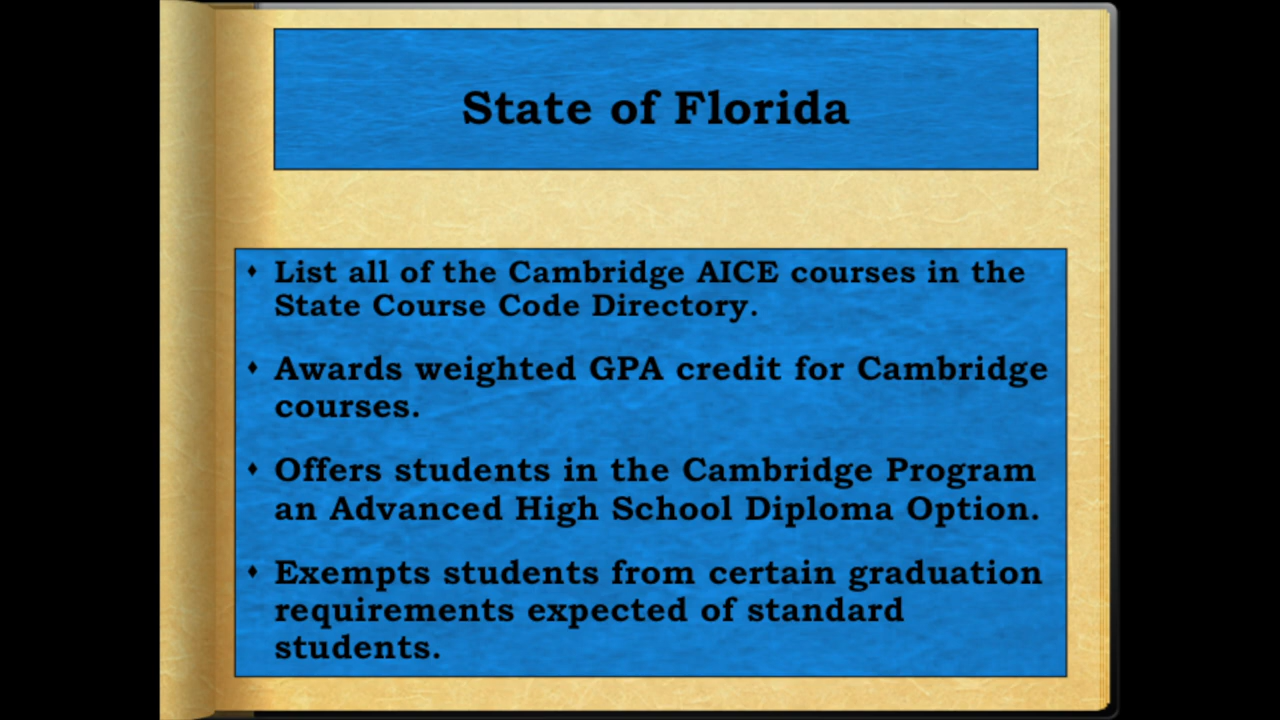 State of Florida
♦ List all of the Cambridge AICE courses in the
State Course Code Directory.
♦ Awards weighted GPA credit for Cambridge
courses.
♦ Offers students in the Cambridge Program
an Advanced High School Diploma Option.
♦ Exempts students from certain graduation
requirements expected of standard
students.